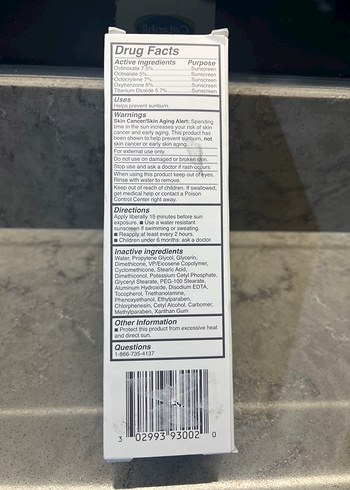 Cetaphil
Drug Facts
Active ingredients Purpose
Octinoxate 7.5% Sunscreen
Octisalate 5% Sunscreen
Octocrylene 7% Sunscreen
Oxybenzone 6% Sunscreen
Titanium Dioxide 5.7% Sunscreen
Uses
Helps prevent sunburn.
Warnings
Skin Cancer/Skin Aging Alert: Spending
time in the sun increases your risk of skin
cancer and early aging. This product has
been shown to help prevent sunburn, not
skin cancer or early skin aging.
For external use only.
Do not use on damaged or broken skin.
Stop use and ask a doctor if rash occurs.
When using this product keep out of eyes.
Rinse with water to remove.
Keep out of reach of children. If swallowed,
get medical help or contact a Poison
Control Center right away.
Directions
Apply liberally 15 minutes before sun
exposure. ■ Use a water resistant
sunscreen if swimming or sweating.
■ Reapply at least every 2 hours.
■ Children under 6 months: ask a doctor
Inactive ingredients
Water, Propylene Glycol, Glycerin,
Dimethicone, VP/Eicosene Copolymer,
Cyclomethicone, Stearic Acid,
Dimethiconol, Potassium Cetyl Phosphate,
Glyceryl Stearate, PEG-100 Stearate,
Aluminum Hydroxide, Disodium EDTA,
Tocopherol, Triethanolamine,
Phenoxyethanol, Ethylparaben,
Chlorphenesin, Cetyl Alcohol, Carbomer,
Methylparaben, Xanthan Gum
Other Information
■ Protect this product from excessive heat
and direct sun.
Questions
1-866-735-4137
3 02993 93002 0